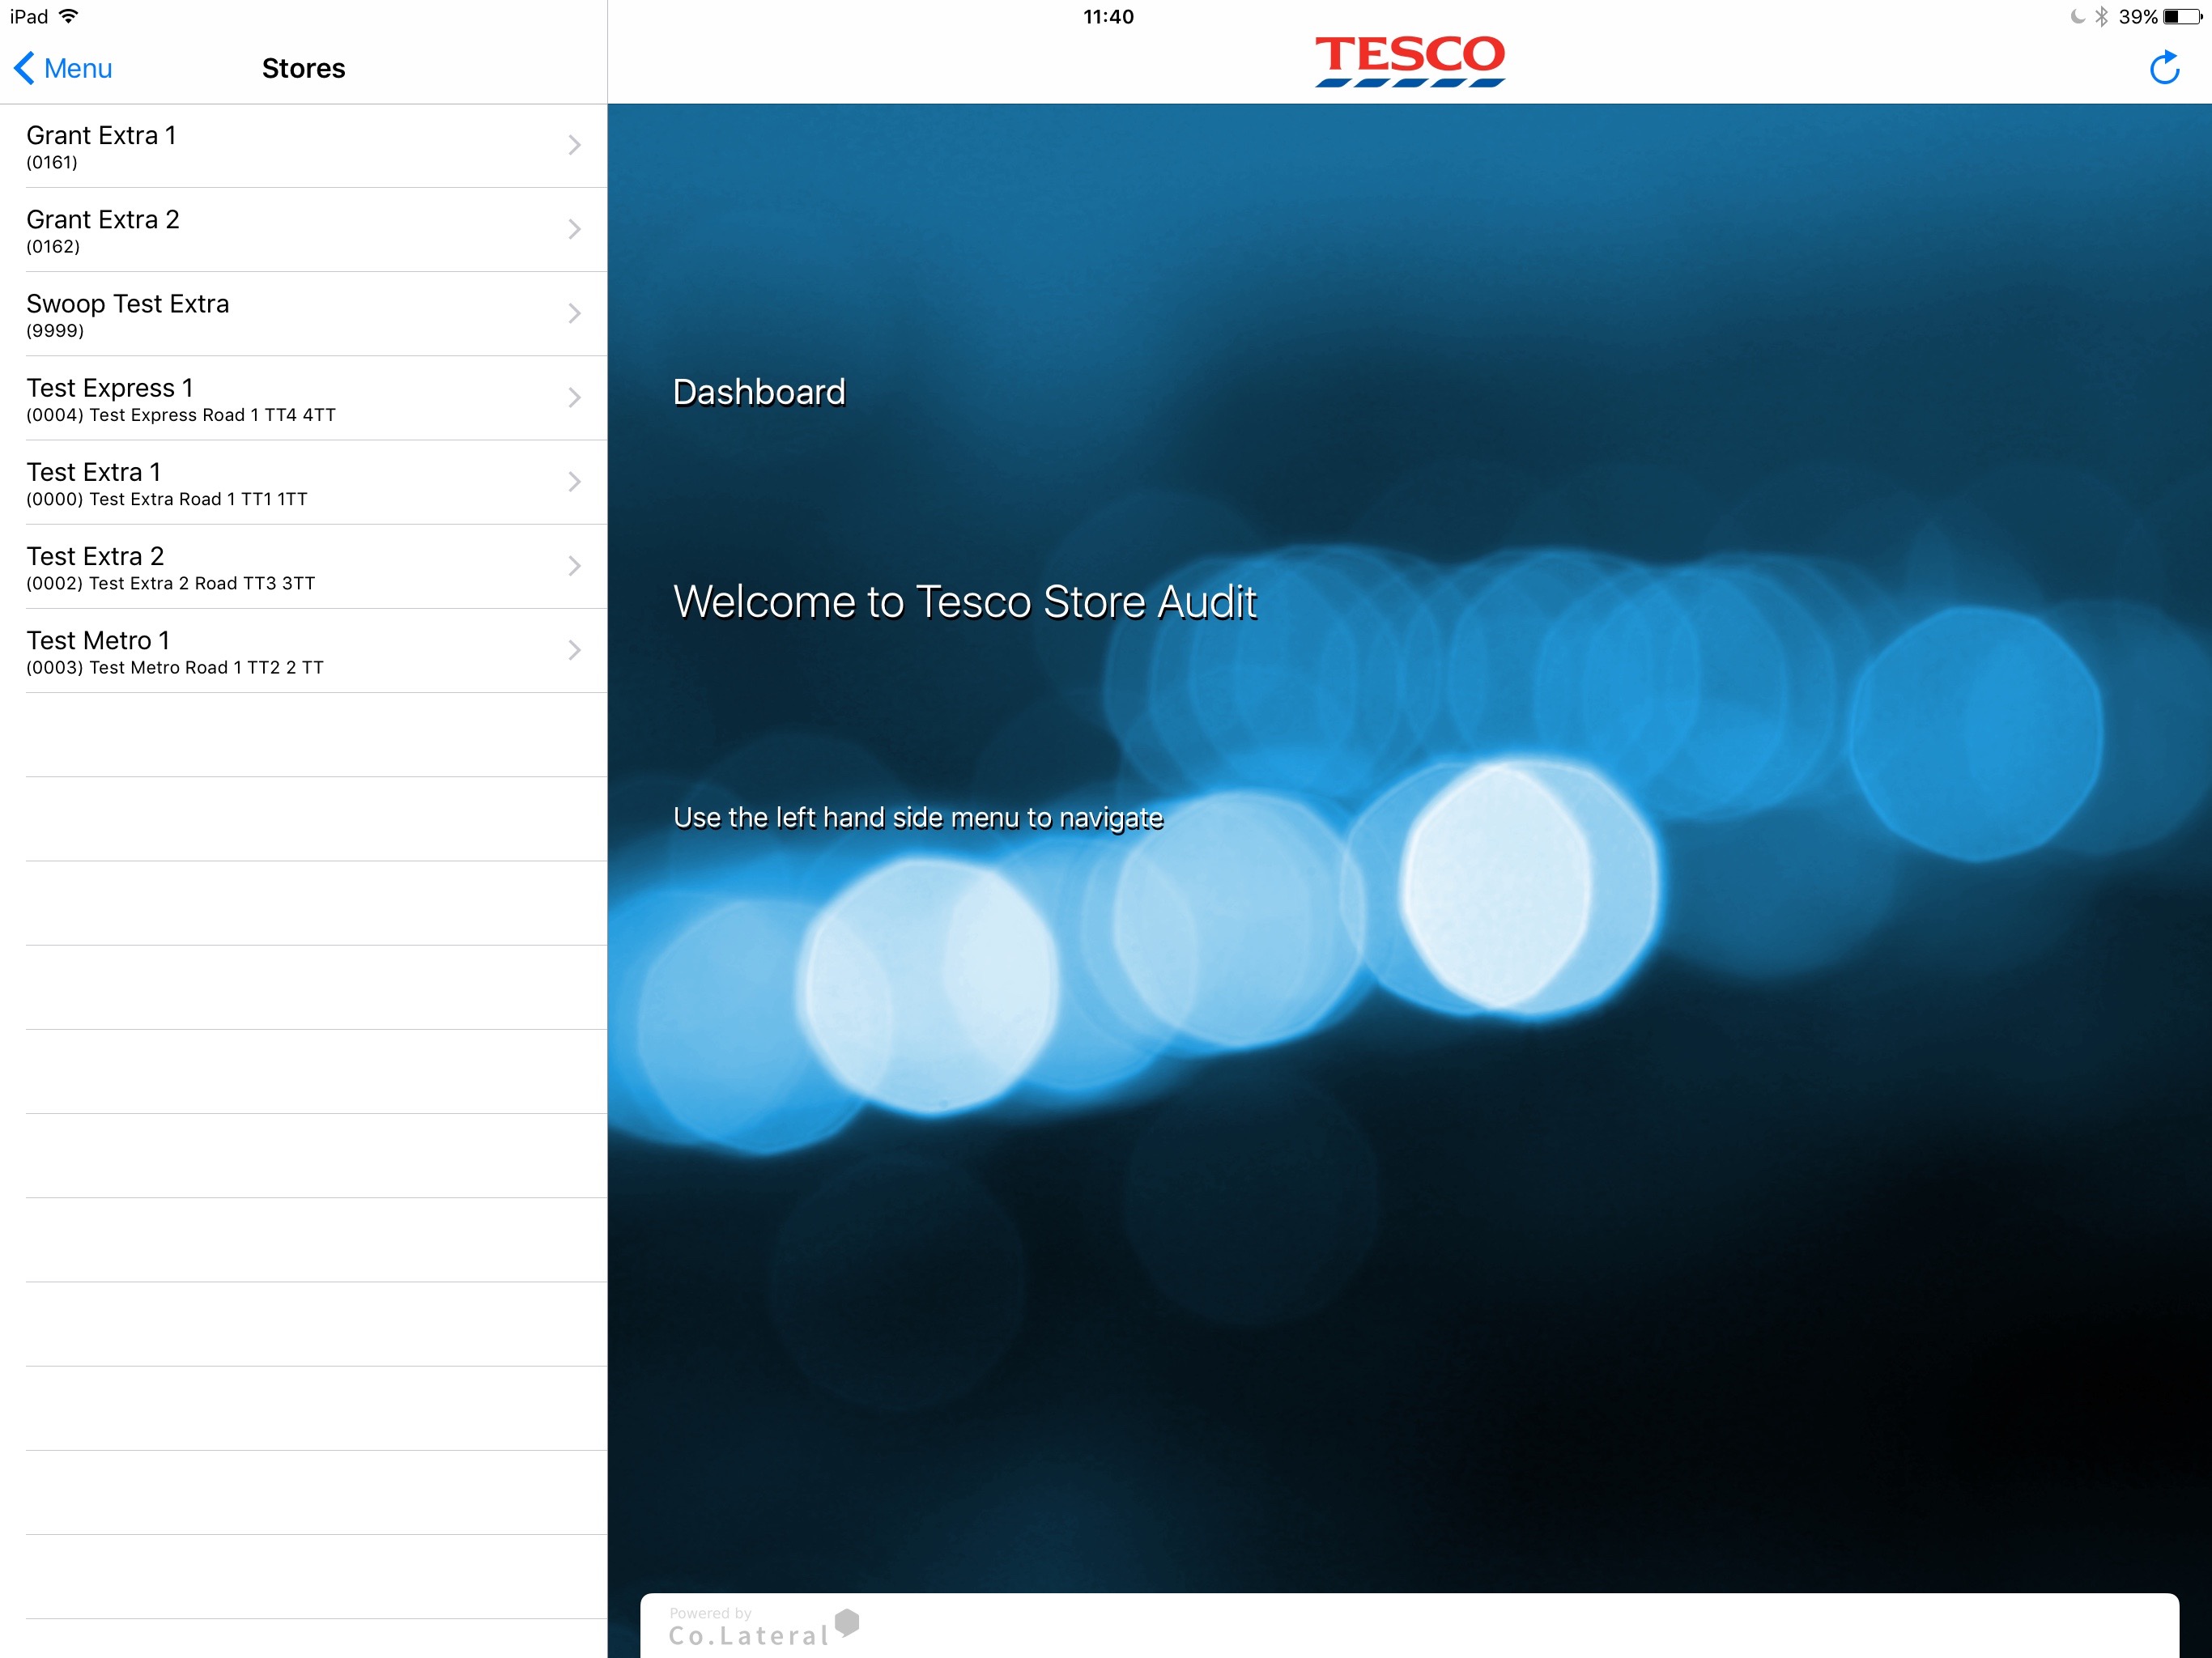 iPad
11:40
39%
Menu
Stores
TESCO
Grant Extra 1
(0161)
Grant Extra 2
(0162)
Swoop Test Extra
(9999)
Test Express 1
(0004) Test Express Road 1 TT4 4TT
Test Extra 1
(0000) Test Extra Road 1 TT1 1TT
Test Extra 2
(0002) Test Extra 2 Road TT3 3TT
Test Metro 1
(0003) Test Metro Road 1 TT2 2 TT
Dashboard
Welcome to Tesco Store Audit
Use the left hand side menu to navigate
Powered by
Co.Lateral